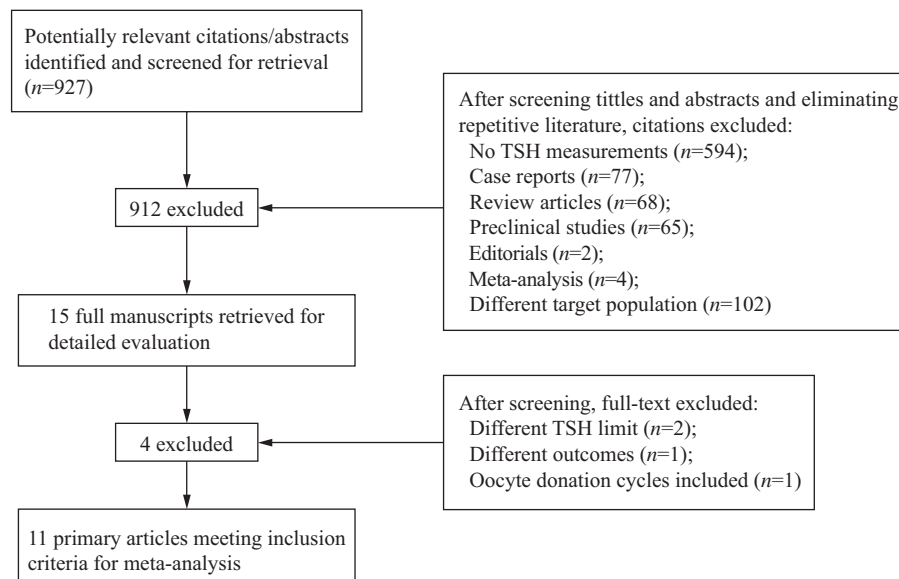 Potentially relevant citations/abstracts
identified and screened for retrieval
(n=927)
After screening tittles and abstracts and eliminating
repetitive literature, citations excluded:
No TSH measurements (n=594);
Case reports (n=77);
Review articles (n=68);
Preclinical studies (n=65);
Editorials (n=2);
Meta-analysis (n=4);
Different target population (n=102)
912 excluded
15 full manuscripts retrieved for
detailed evaluation
After screening, full-text excluded:
Different TSH limit (n=2);
Different outcomes (n=1);
Oocyte donation cycles included (n=1)
4 excluded
11 primary articles meeting inclusion
criteria for meta-analysis